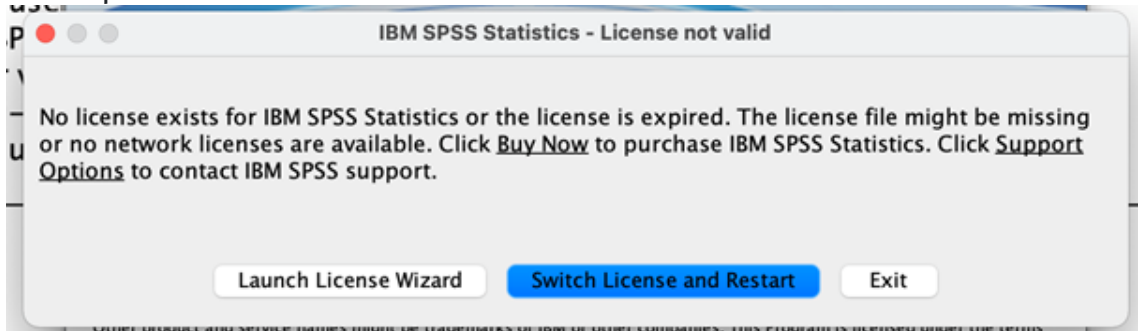 IBM SPSS Statistics - License not valid
No license exists for IBM SPSS Statistics or the license is expired. The license file might be missing
or no network licenses are available. Click Buy Now to purchase IBM SPSS Statistics. Click Support
Options to contact IBM SPSS support.
Launch License Wizard
Switch License and Restart
Exit